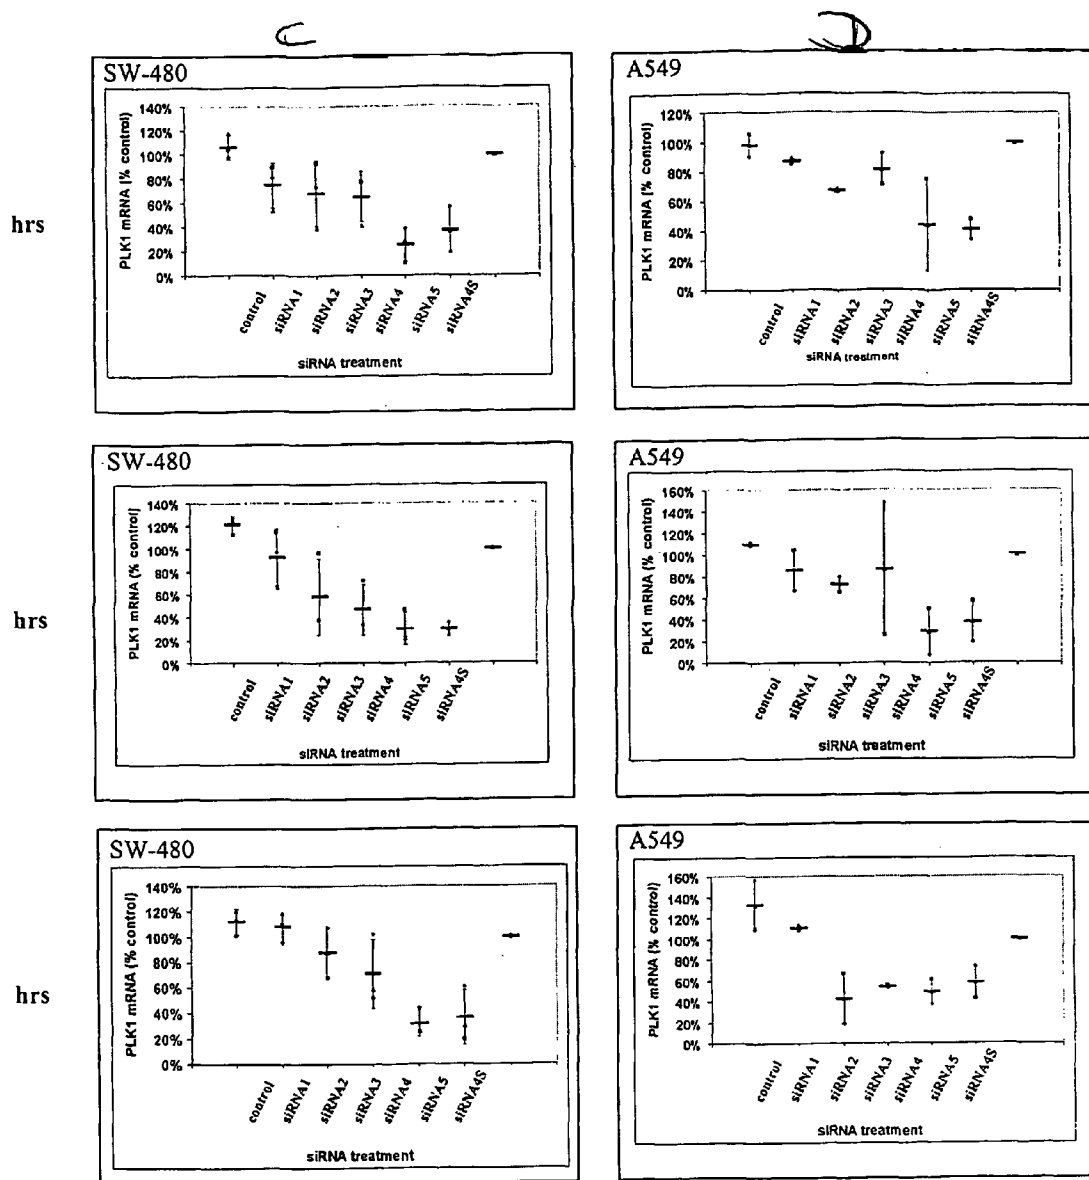 C
D
SW-480
140%
120%
100%
80%
60%
40%
20%
0%
PLK1 mRNA (% control)
control
siRNA1
siRNA2
siRNA3
siRNA4
siRNA5
siRNA4S
siRNA treatment
A549
120%
100%
80%
60%
40%
20%
0%
PLK1 mRNA (% control)
control
siRNA1
siRNA2
siRNA3
siRNA4
siRNA5
siRNA4S
siRNA treatment
hrs
SW-480
140%
120%
100%
80%
60%
40%
20%
0%
PLK1 mRNA (% control)
control
siRNA1
siRNA2
siRNA3
siRNA4
siRNA5
siRNA4S
siRNA treatment
A549
160%
140%
120%
100%
80%
60%
40%
20%
0%
PLK1 mRNA (% control)
control
siRNA1
siRNA2
siRNA3
siRNA4
siRNA5
siRNA4S
siRNA treatment
hrs
SW-480
140%
120%
100%
80%
60%
40%
20%
0%
PLK1 mRNA (% control)
control
siRNA1
siRNA2
siRNA3
siRNA4
siRNA5
siRNA4S
siRNA treatment
A549
160%
140%
120%
100%
80%
60%
40%
20%
0%
PLK1 mRNA (% control)
control
siRNA1
siRNA2
siRNA3
siRNA4
siRNA5
siRNA4S
siRNA treatment
hrs